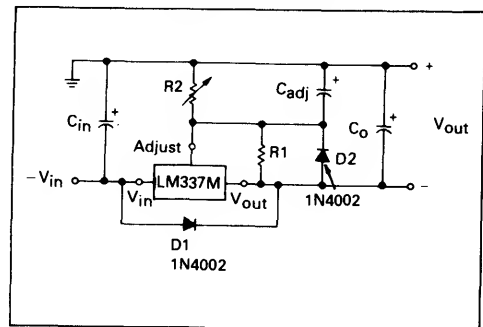 +
R2
+
Cadj
+
+
Cin
Adjust
R1
Co
Vout
D2
−Vin
LM337M
Vin
Vout
−
1N4002
D1
1N4002